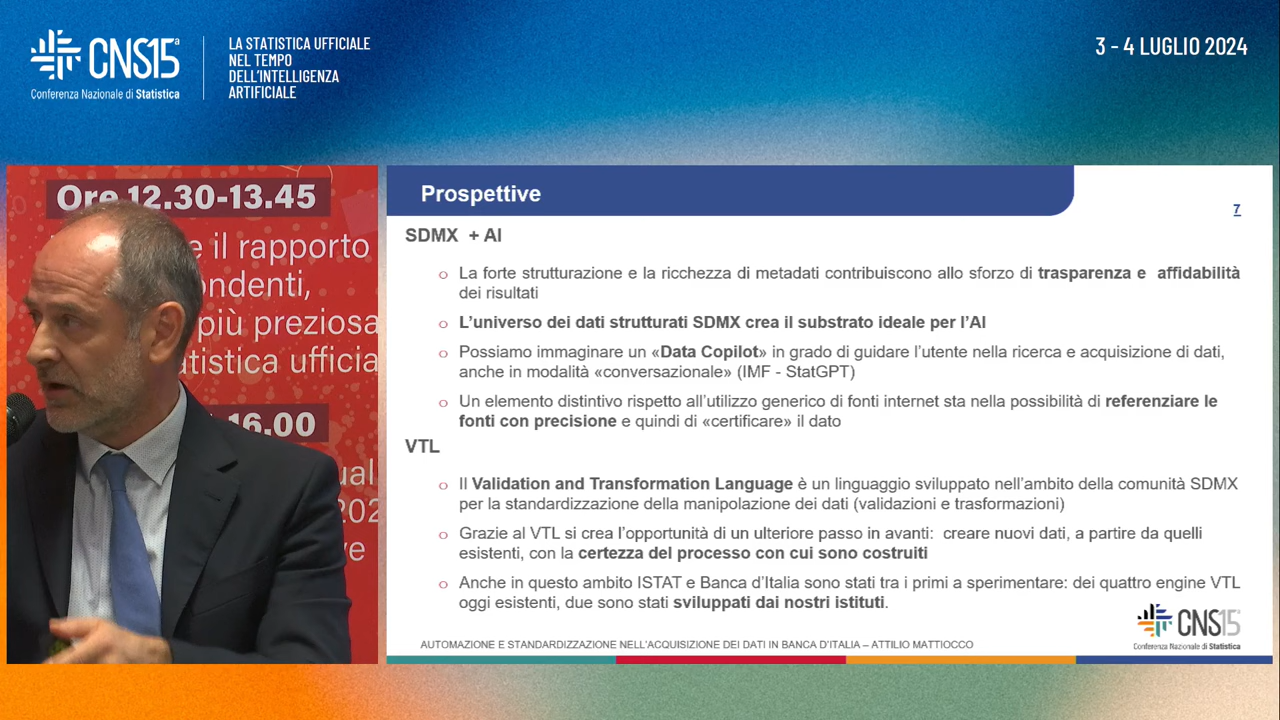 CNS15ª
Conferenza Nazionale di Statistica
LA STATISTICA UFFICIALE
NEL TEMPO
DELL'INTELLIGENZA
ARTIFICIALE
3 - 4 LUGLIO 2024
Ore 12.30-13.45
e il rapporto
ondenti,
più preziosa
atistica ufficia
16.00
ual
202
ve
Prospettive
7
SDMX + AI
o La forte strutturazione e la ricchezza di metadati contribuiscono allo sforzo di trasparenza e affidabilità
dei risultati
o L'universo dei dati strutturati SDMX crea il substrato ideale per l'AI
o Possiamo immaginare un «Data Copilot» in grado di guidare l'utente nella ricerca e acquisizione di dati,
anche in modalità «conversazionale» (IMF - StatGPT)
o Un elemento distintivo rispetto all'utilizzo generico di fonti internet sta nella possibilità di referenziare le
fonti con precisione e quindi di «certificare» il dato
VTL
o Il Validation and Transformation Language è un linguaggio sviluppato nell'ambito della comunità SDMX
per la standardizzazione della manipolazione dei dati (validazioni e trasformazioni)
o Grazie al VTL si crea l'opportunità di un ulteriore passo in avanti: creare nuovi dati, a partire da quelli
esistenti, con la certezza del processo con cui sono costruiti
o Anche in questo ambito ISTAT e Banca d'Italia sono stati tra i primi a sperimentare: dei quattro engine VTL
oggi esistenti, due sono stati sviluppati dai nostri istituti.
CNS15ª
Conferenza Nazionale di Statistica
AUTOMAZIONE E STANDARDIZZAZIONE NELL'ACQUISIZIONE DEI DATI IN BANCA D'ITALIA – ATTILIO MATTIOCCO